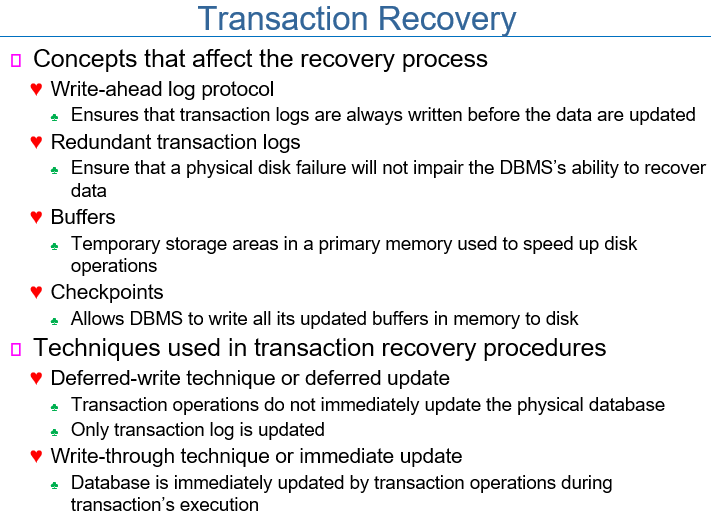 Transaction Recovery
Concepts that affect the recovery process
Write-ahead log protocol
Ensures that transaction logs are always written before the data are updated
Redundant transaction logs
Ensure that a physical disk failure will not impair the DBMS’s ability to recover
data
Buffers
Temporary storage areas in a primary memory used to speed up disk
operations
Checkpoints
Allows DBMS to write all its updated buffers in memory to disk
Techniques used in transaction recovery procedures
Deferred-write technique or deferred update
Transaction operations do not immediately update the physical database
Only transaction log is updated
Write-through technique or immediate update
Database is immediately updated by transaction operations during
transaction’s execution